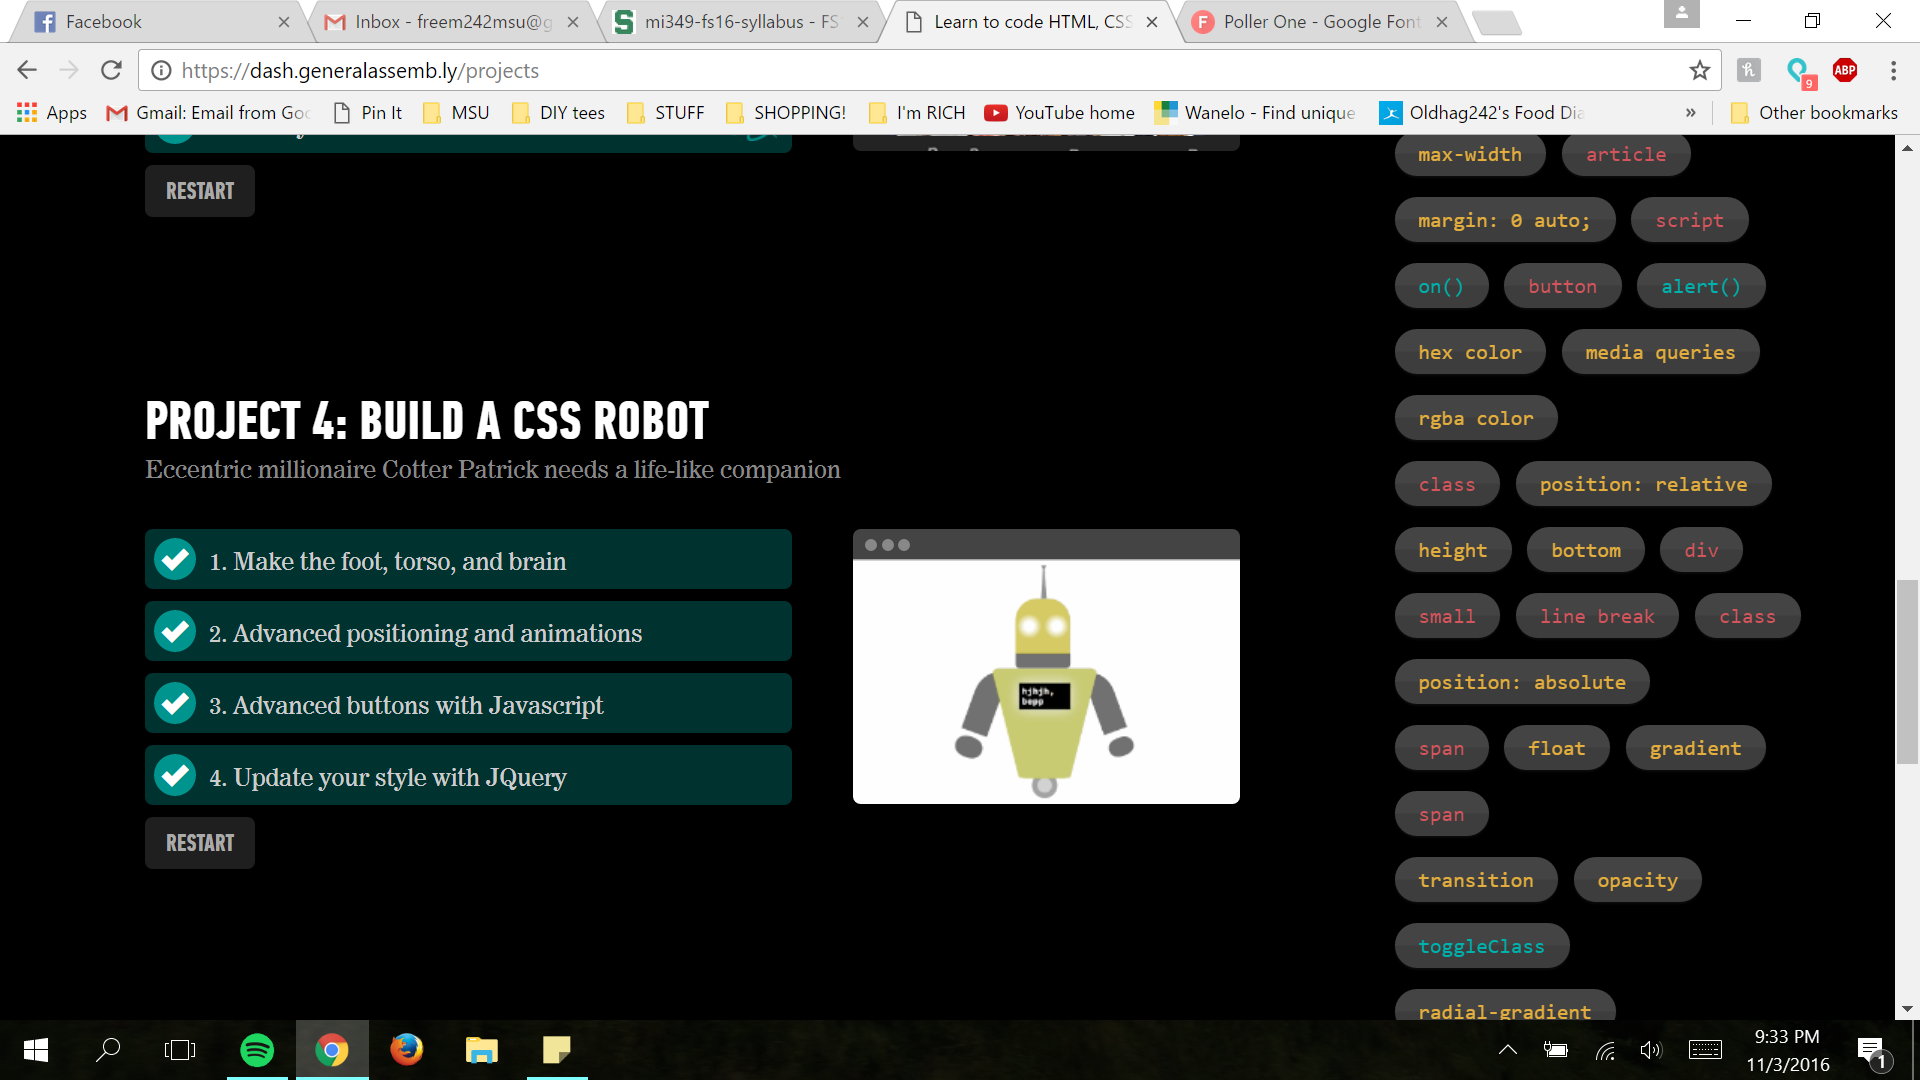 Facebook
Inbox - freem242msu@g
mi349-fs16-syllabus - FS
Learn to code HTML, CSS
Poller One - Google Font
https://dash.generalassemb.ly/projects
9
ABP
Apps
Gmail: Email from Goo
Pin It
MSU
DIY tees
STUFF
SHOPPING!
I'm RICH
YouTube home
Wanelo - Find unique
Oldhag242's Food Dia
»
Other bookmarks
RESTART
PROJECT 4: BUILD A CSS ROBOT
Eccentric millionaire Cotter Patrick needs a life-like companion
1. Make the foot, torso, and brain
2. Advanced positioning and animations
3. Advanced buttons with Javascript
4. Update your style with JQuery
RESTART
hjhjh,
bepp
max-width article
margin: 0 auto; script
on() button alert()
hex color media queries
rgba color
class position: relative
height bottom div
small line break class
position: absolute
span float gradient
span
transition opacity
toggleClass
radial-gradient
9:33 PM
11/3/2016
1